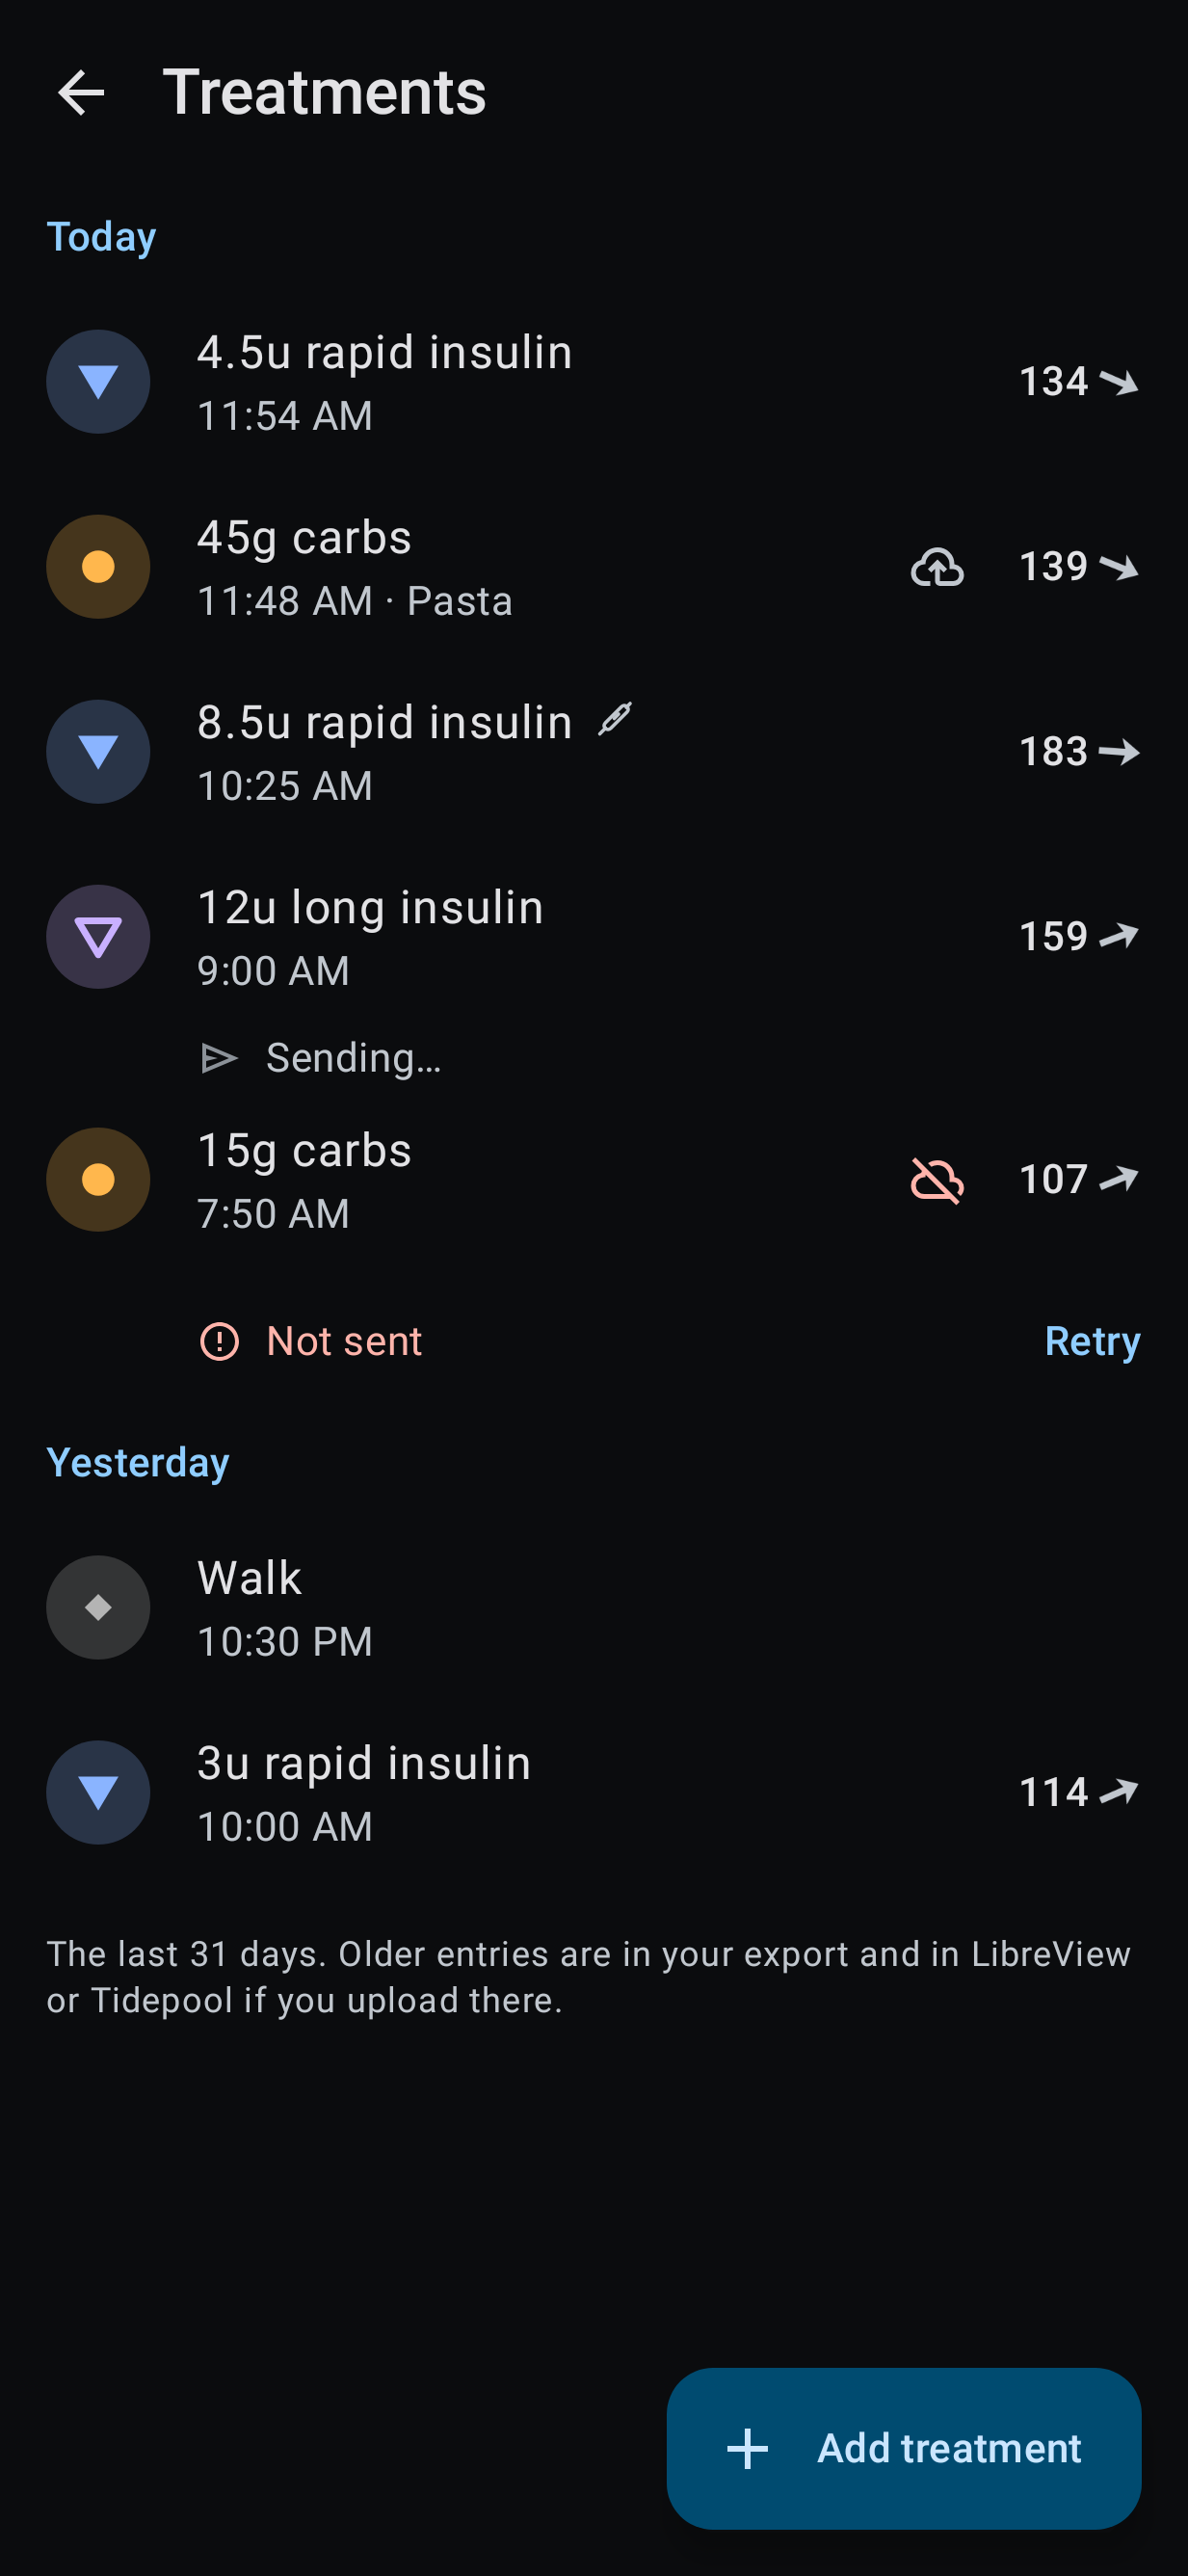 Treatments
Today
4.5u rapid insulin
11:54 AM
134
45g carbs
11:48 AM · Pasta
139
8.5u rapid insulin
10:25 AM
183
12u long insulin
9:00 AM
159
Sending…
15g carbs
7:50 AM
107
Not sent
Retry
Yesterday
Walk
10:30 PM
3u rapid insulin
10:00 AM
114
The last 31 days. Older entries are in your export and in LibreView
or Tidepool if you upload there.
Add treatment